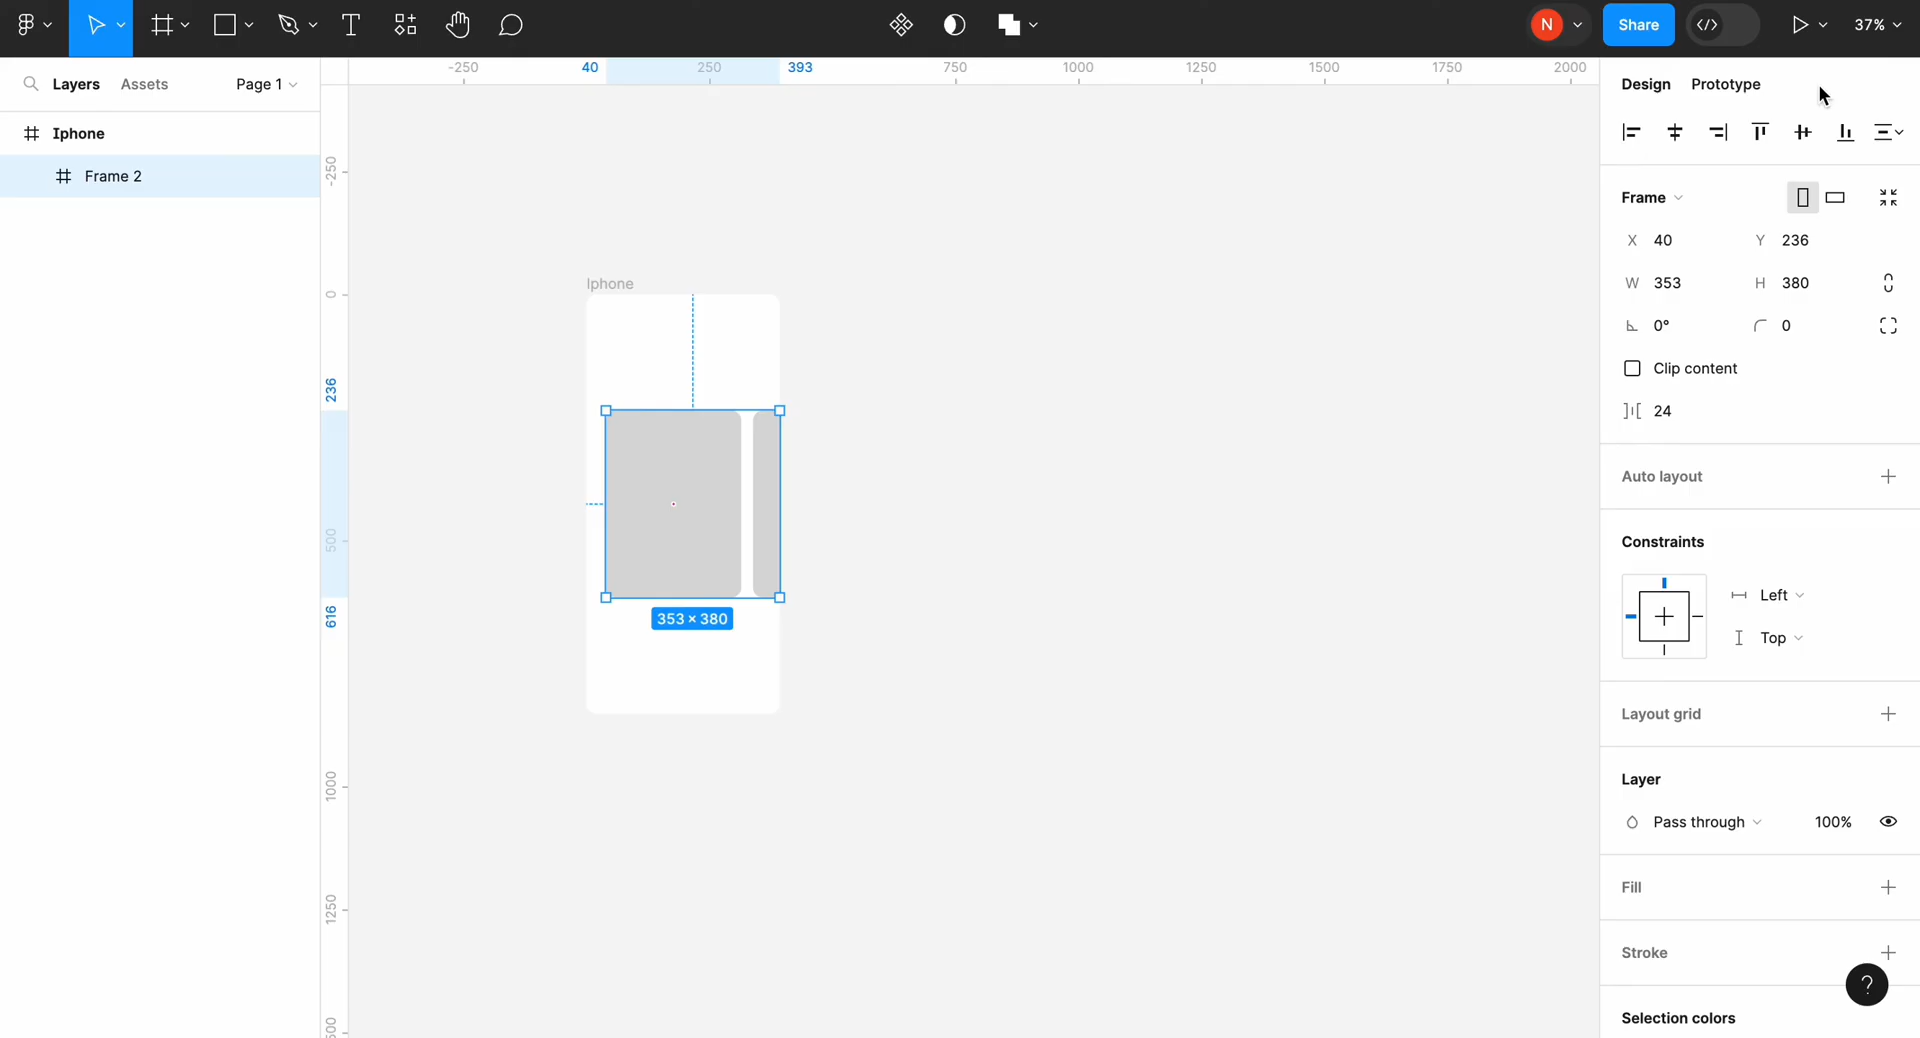 N
Share
37%
Layers
Assets
Page 1
Iphone
Frame 2
-250
40
250
393
750
1000
1250
1500
1750
2000
-250
0
236
500
616
1000
1250
Iphone
353 × 380
Design
Prototype
Frame
X 40
Y 236
W 353
H 380
0°
0
Clip content
24
Auto layout
Constraints
Left
Top
Layout grid
Layer
Pass through
100%
Fill
Stroke
?
Selection colors